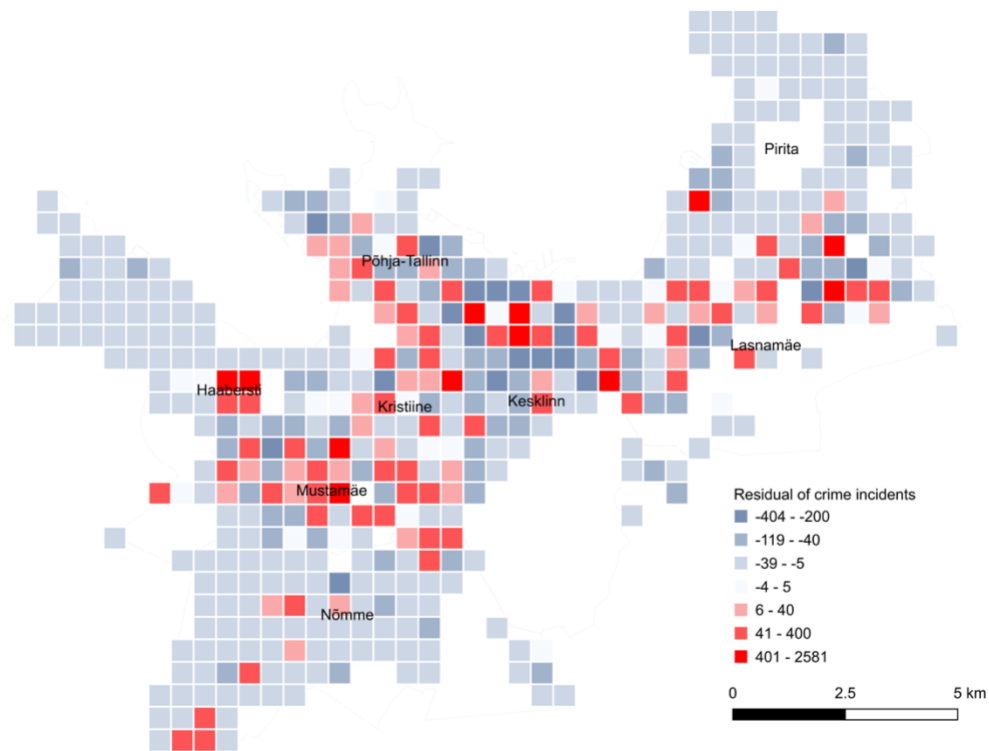 Pirita
Põhja-Tallinn
Lasnamäe
Haabersti
Kristiine
Kesklinn
Mustamäe
Nõmme
Residual of crime incidents
-404 - -200
-119 - -40
-39 - -5
-4 - 5
6 - 40
41 - 400
401 - 2581
0 2.5 5 km